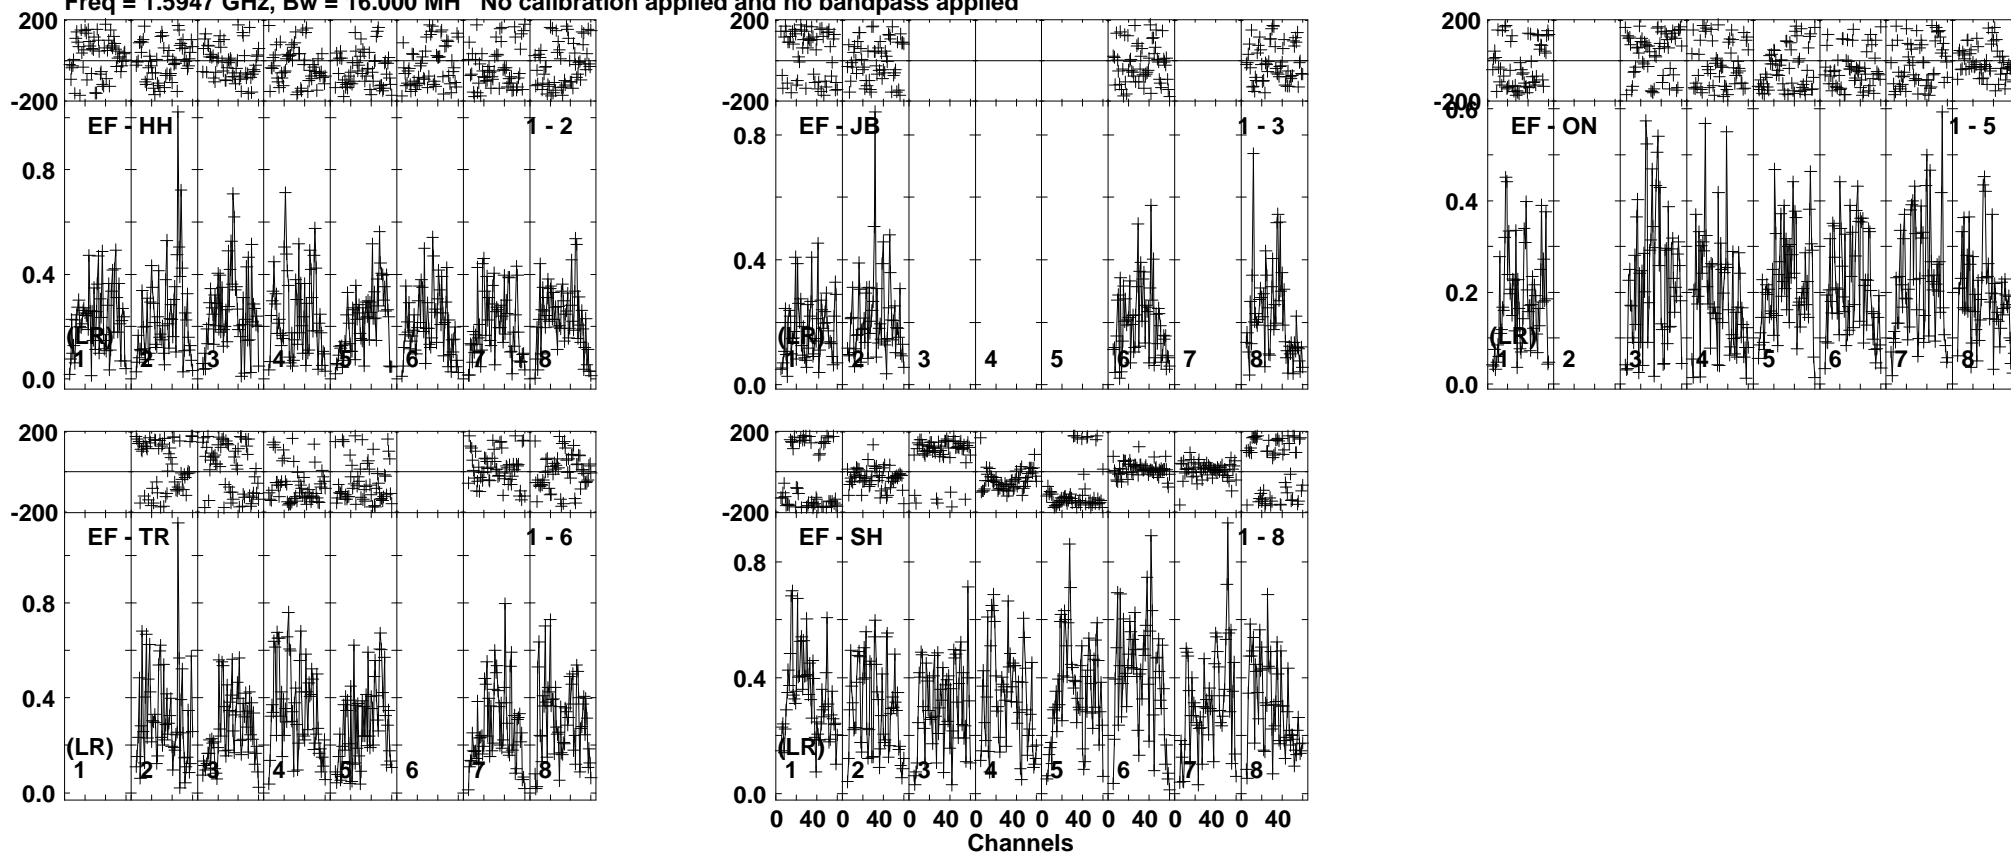 Freq = 1.5947 GHz, Bw = 16.000 MH No calibration applied and no bandpass applied
200
-200
EF - HH 1 - 2
0.8
0.4
(LR)
1 2 3 4 5 6 7 8
0.0
200
-200
EF - JB 1 - 3
0.8
0.4
(LR)
1 2 3 4 5 6 7 8
0.0
200
-200
0.6
EF - ON 1 - 5
0.4
0.2
(LR)
1 2 3 4 5 6 7 8
0.0
200
-200
EF - TR 1 - 6
0.8
0.4
(LR)
1 2 3 4 5 6 7 8
0.0
200
-200
EF - SH 1 - 8
0.8
0.4
(LR)
1 2 3 4 5 6 7 8
0.0
0 40 0 40 0 40 0 40 0 40 0 40 0 40 0 40
Channels